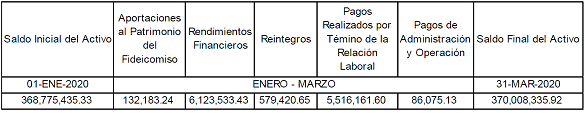 Saldo Inicial del Activo
Aportaciones
al Patrimonio
del
Fideicomiso
Rendimientos
Financieros
Reintegros
Pagos
Realizados por
Témino de la
Relación
Laboral
Pagos de
Administración
y Operación
Saldo Final del Activo
01-ENE-2020
ENERO - MARZO
31-MAR-2020
368,775,435.33
132,183.24
6,123,533.43
579,420.65
5,516,161.60
86,075.13
370,008,335.92